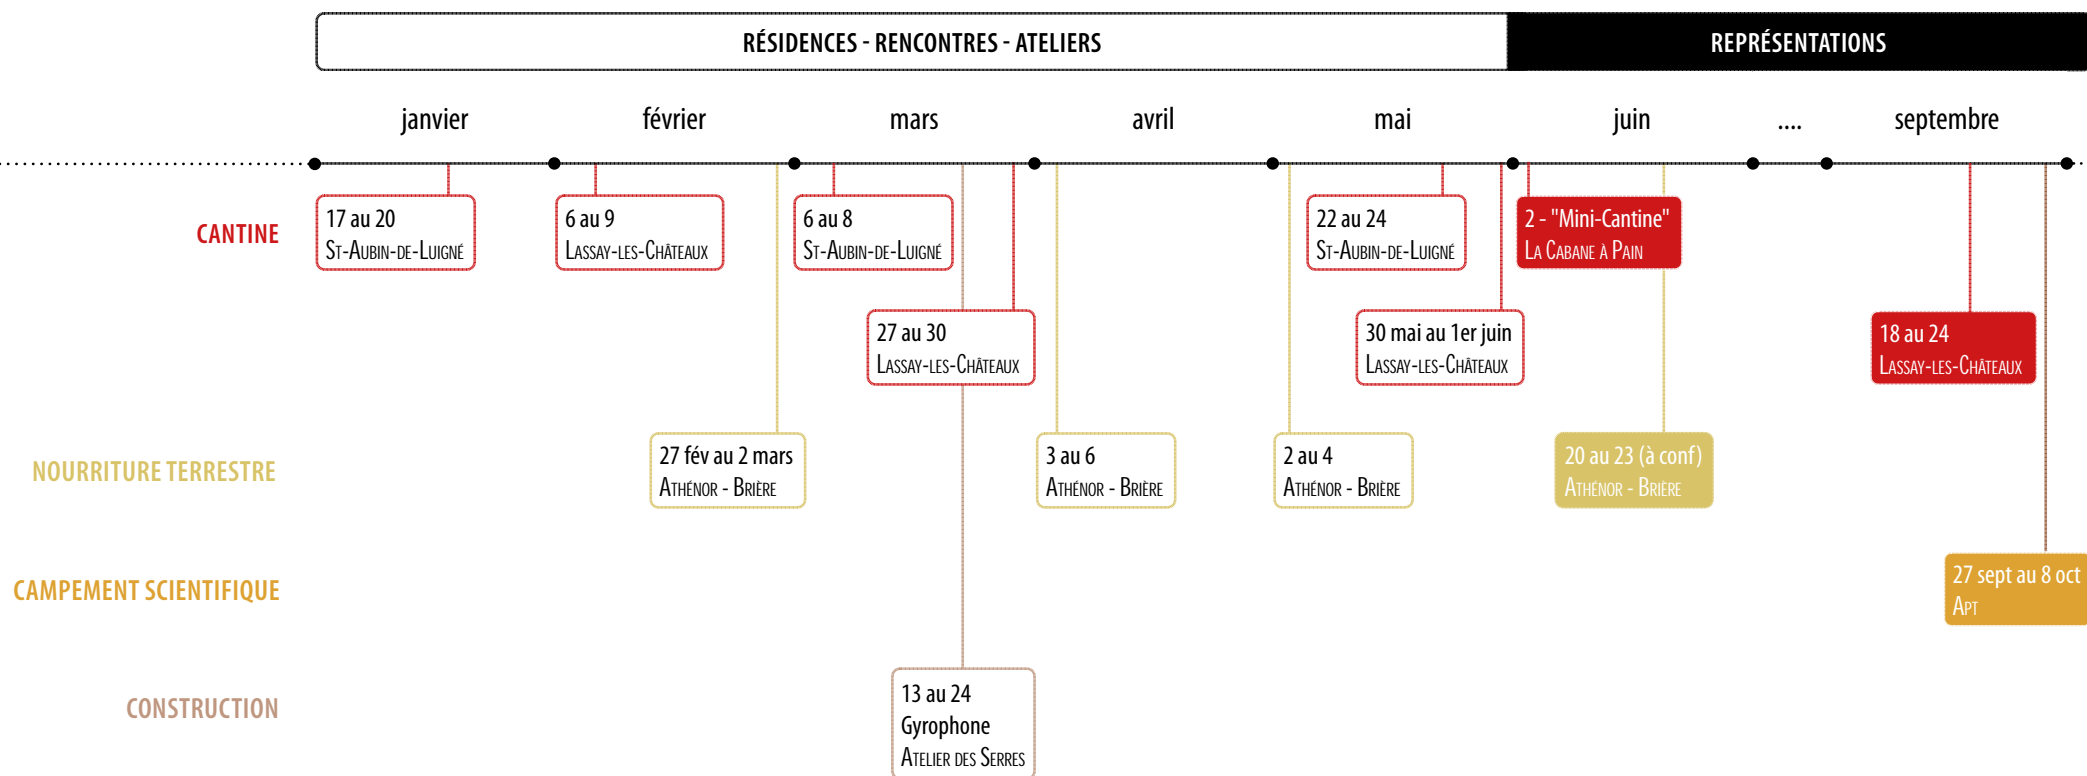 RÉSIDENCES - RENCONTRES - ATELIERS
REPRÉSENTATIONS
janvier
février
mars
avril
mai
juin
....
septembre
CANTINE
17 au 20
St-Aubin-de-Luigné
6 au 9
Lassay-les-Châteaux
6 au 8
St-Aubin-de-Luigné
22 au 24
St-Aubin-de-Luigné
2 - "Mini-Cantine"
La Cabane à Pain
27 au 30
Lassay-les-Châteaux
30 mai au 1er juin
Lassay-les-Châteaux
18 au 24
Lassay-les-Châteaux
NOURRITURE TERRESTRE
27 fév au 2 mars
Athénor - Brière
3 au 6
Athénor - Brière
2 au 4
Athénor - Brière
20 au 23 (à conf)
Athénor - Brière
CAMPEMENT SCIENTIFIQUE
27 sept au 8 oct
Apt
CONSTRUCTION
13 au 24
Gyrophone
Atelier des Serres